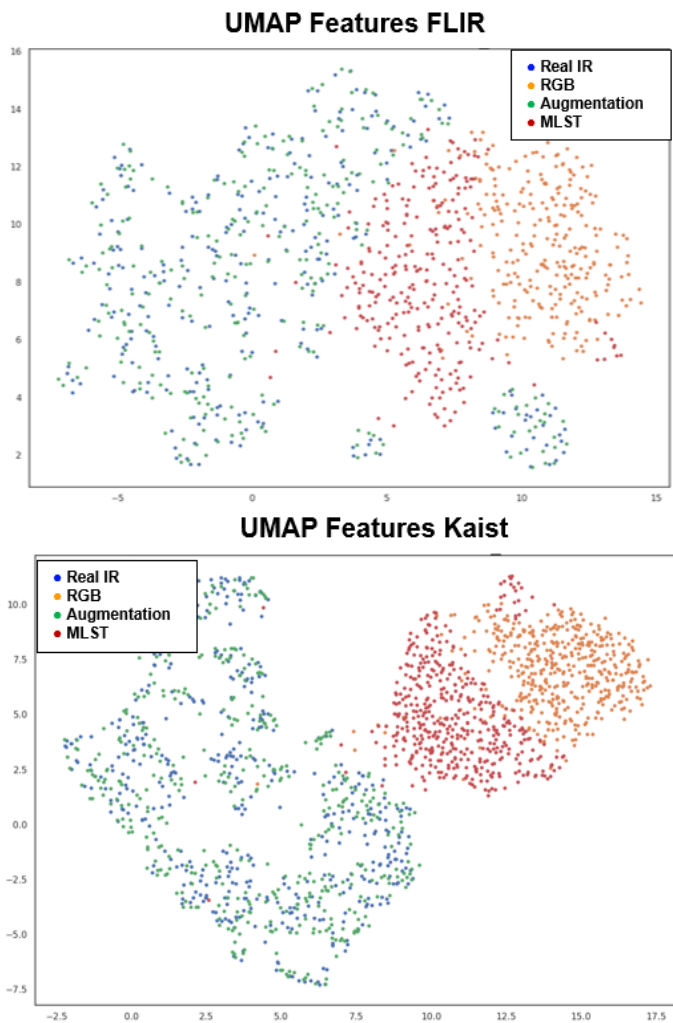 UMAP Features FLIR
16
14
12
10
8
6
4
2
Real IR
RGB
Augmentation
MLST
−5 0 5 10 15
UMAP Features Kaist
10.0
7.5
5.0
2.5
0.0
−2.5
−5.0
−7.5
Real IR
RGB
Augmentation
MLST
−2.5 0.0 2.5 5.0 7.5 10.0 12.5 15.0 17.5